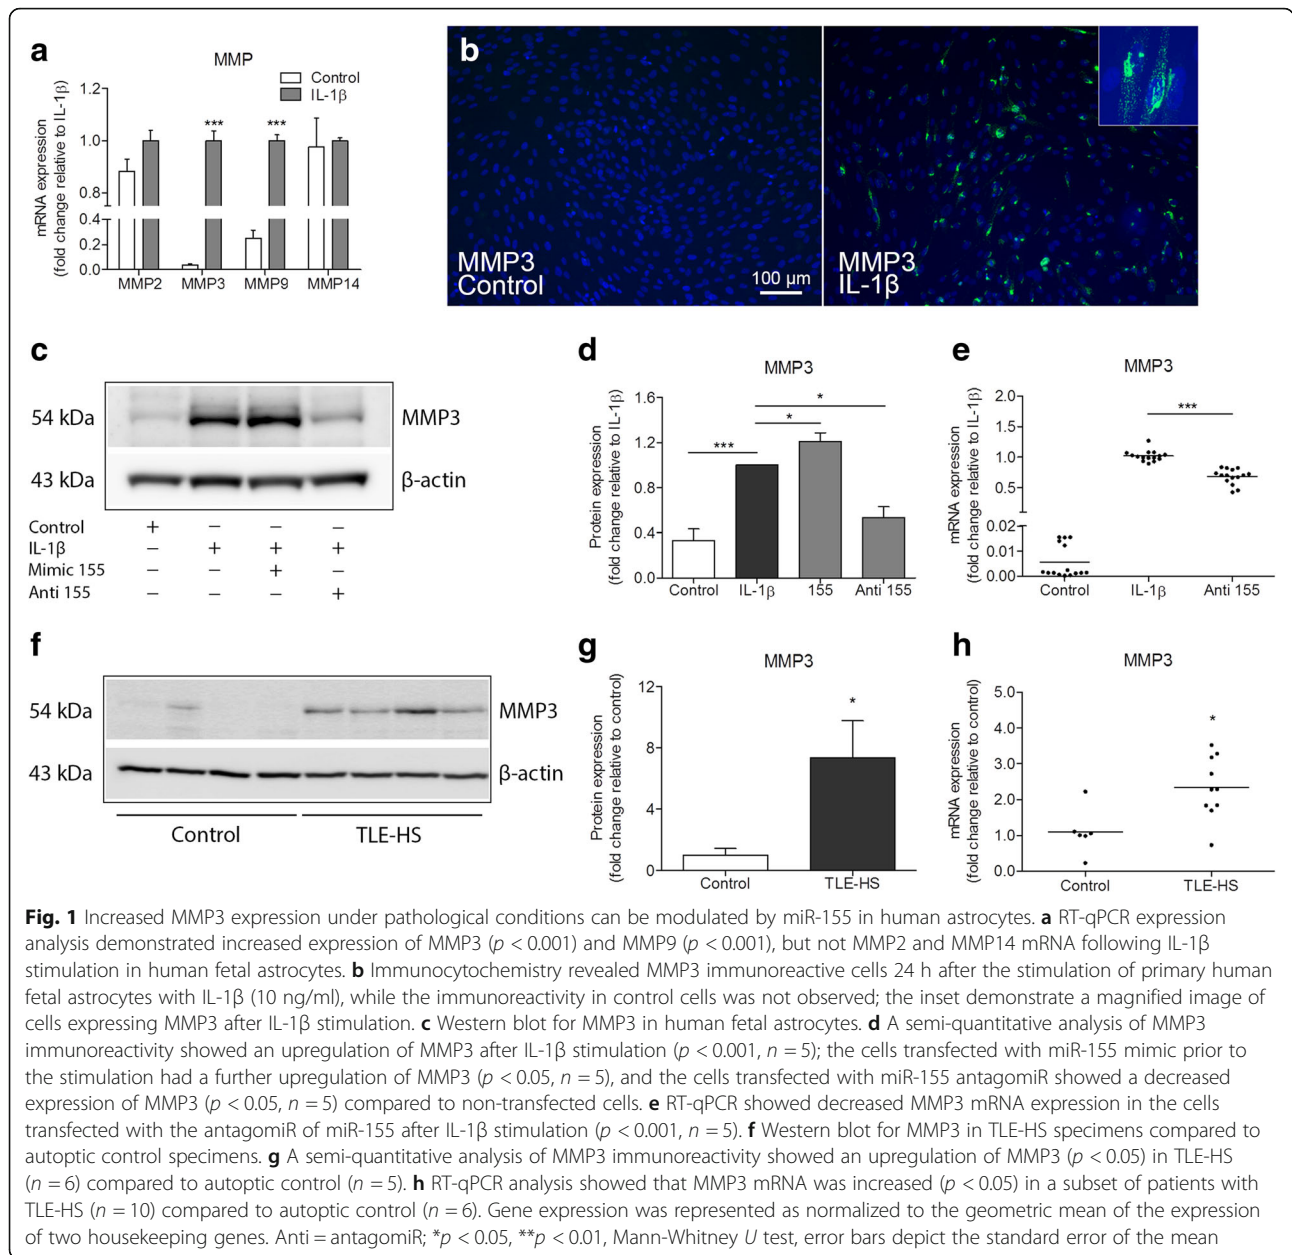 a
MMP
Control
IL-1β
mRNA expression
(fold change relative to IL-1β)
1.2
1.0
0.8
0.4
0.2
0.0
***
***
MMP2 MMP3 MMP9 MMP14
b
MMP3
Control
100 µm
MMP3
IL-1β
c
54 kDa
MMP3
43 kDa
β-actin
Control + − − −
IL-1β − + + +
Mimic 155 − − + −
Anti 155 − − − +
d
MMP3
Protein expression
(fold change relative to IL-1β)
1.6
1.2
0.8
0.4
0.0
***
*
*
Control IL-1β 155 Anti 155
e
MMP3
mRNA expression
(fold change relative to IL-1β)
2.0
1.5
1.0
0.5
0.02
0.01
0.00
***
Control IL-1β Anti 155
f
54 kDa
MMP3
43 kDa
β-actin
Control TLE-HS
g
MMP3
Protein expression
(fold change relative to control)
12
8
4
0
*
Control TLE-HS
h
MMP3
mRNA expression
(fold change relative to control)
5.0
4.0
3.0
2.0
1.0
0.0
*
Control TLE-HS
Fig. 1 Increased MMP3 expression under pathological conditions can be modulated by miR-155 in human astrocytes. a RT-qPCR expression
analysis demonstrated increased expression of MMP3 (p < 0.001) and MMP9 (p < 0.001), but not MMP2 and MMP14 mRNA following IL-1β
stimulation in human fetal astrocytes. b Immunocytochemistry revealed MMP3 immunoreactive cells 24 h after the stimulation of primary human
fetal astrocytes with IL-1β (10 ng/ml), while the immunoreactivity in control cells was not observed; the inset demonstrate a magnified image of
cells expressing MMP3 after IL-1β stimulation. c Western blot for MMP3 in human fetal astrocytes. d A semi-quantitative analysis of MMP3
immunoreactivity showed an upregulation of MMP3 after IL-1β stimulation (p < 0.001, n = 5); the cells transfected with miR-155 mimic prior to
the stimulation had a further upregulation of MMP3 (p < 0.05, n = 5), and the cells transfected with miR-155 antagomiR showed a decreased
expression of MMP3 (p < 0.05, n = 5) compared to non-transfected cells. e RT-qPCR showed decreased MMP3 mRNA expression in the cells
transfected with the antagomiR of miR-155 after IL-1β stimulation (p < 0.001, n = 5). f Western blot for MMP3 in TLE-HS specimens compared to
autoptic control specimens. g A semi-quantitative analysis of MMP3 immunoreactivity showed an upregulation of MMP3 (p < 0.05) in TLE-HS
(n = 6) compared to autoptic control (n = 5). h RT-qPCR analysis showed that MMP3 mRNA was increased (p < 0.05) in a subset of patients with
TLE-HS (n = 10) compared to autoptic control (n = 6). Gene expression was represented as normalized to the geometric mean of the expression
of two housekeeping genes. Anti = antagomiR; *p < 0.05, **p < 0.01, Mann-Whitney U test, error bars depict the standard error of the mean